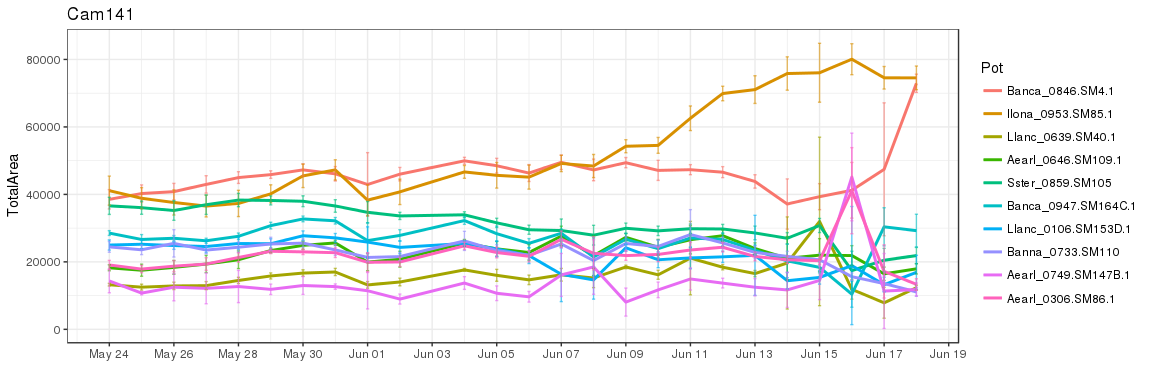 Cam141
TotalArea
80000
60000
40000
20000
0
May 24
May 26
May 28
May 30
Jun 01
Jun 03
Jun 05
Jun 07
Jun 09
Jun 11
Jun 13
Jun 15
Jun 17
Jun 19
Pot
Banca_0846.SM4.1
Ilona_0953.SM85.1
Llanc_0639.SM40.1
Aearl_0646.SM109.1
Sster_0859.SM105
Banca_0947.SM164C.1
Llanc_0106.SM153D.1
Banna_0733.SM110
Aearl_0749.SM147B.1
Aearl_0306.SM86.1